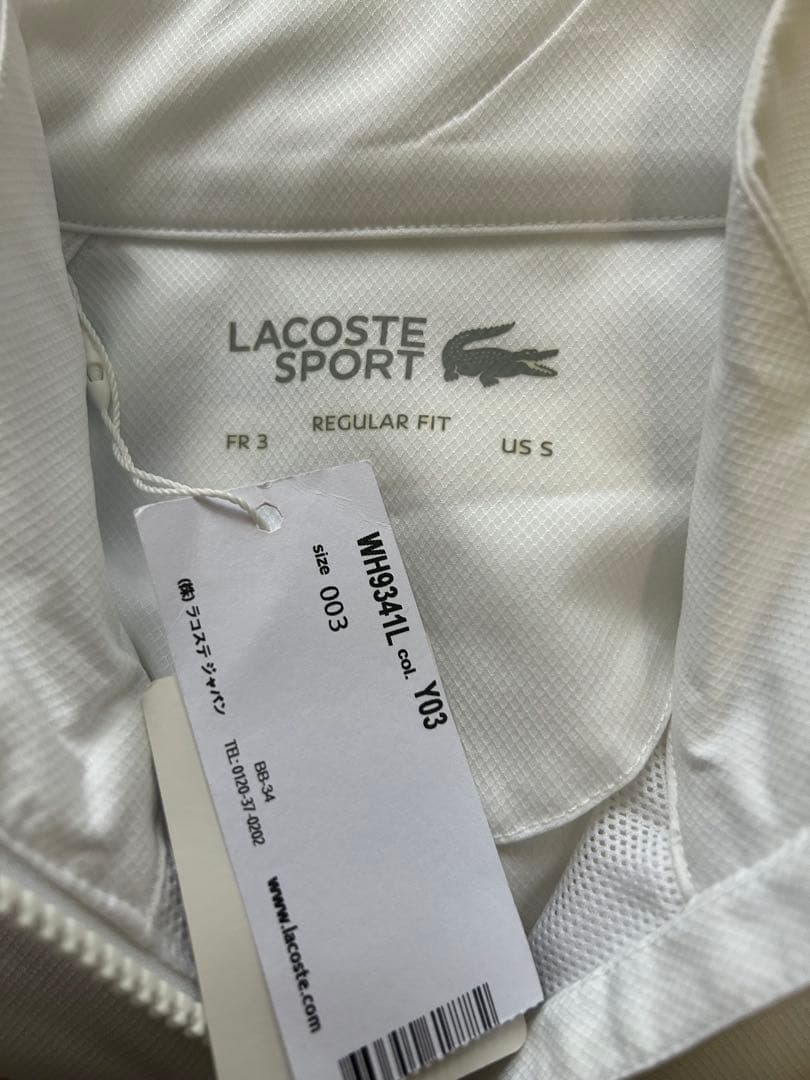 LACOSTE
SPORT
REGULAR FIT
FR 3
US S
WH9341L col. Y03
size 003
(株) ラコステ ジャパン
BB-34
TEL: 0120-37-0202
www.lacoste.com